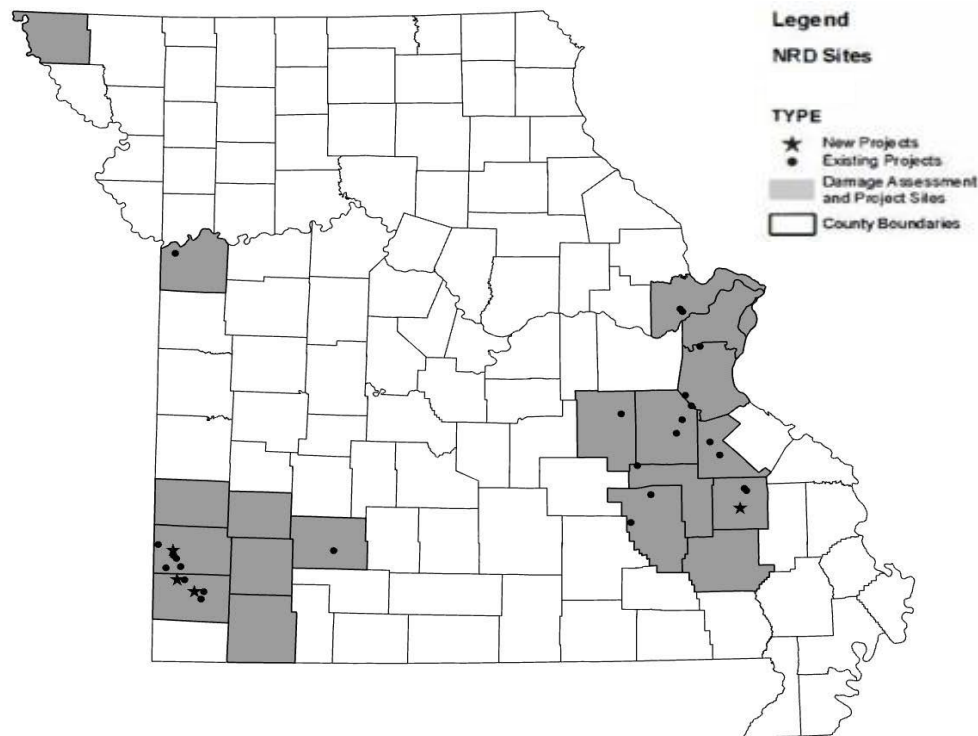 Legend
NRD Sites
TYPE
New Projects
Existing Projects
Damage Assessment
and Project Sites
County Boundaries